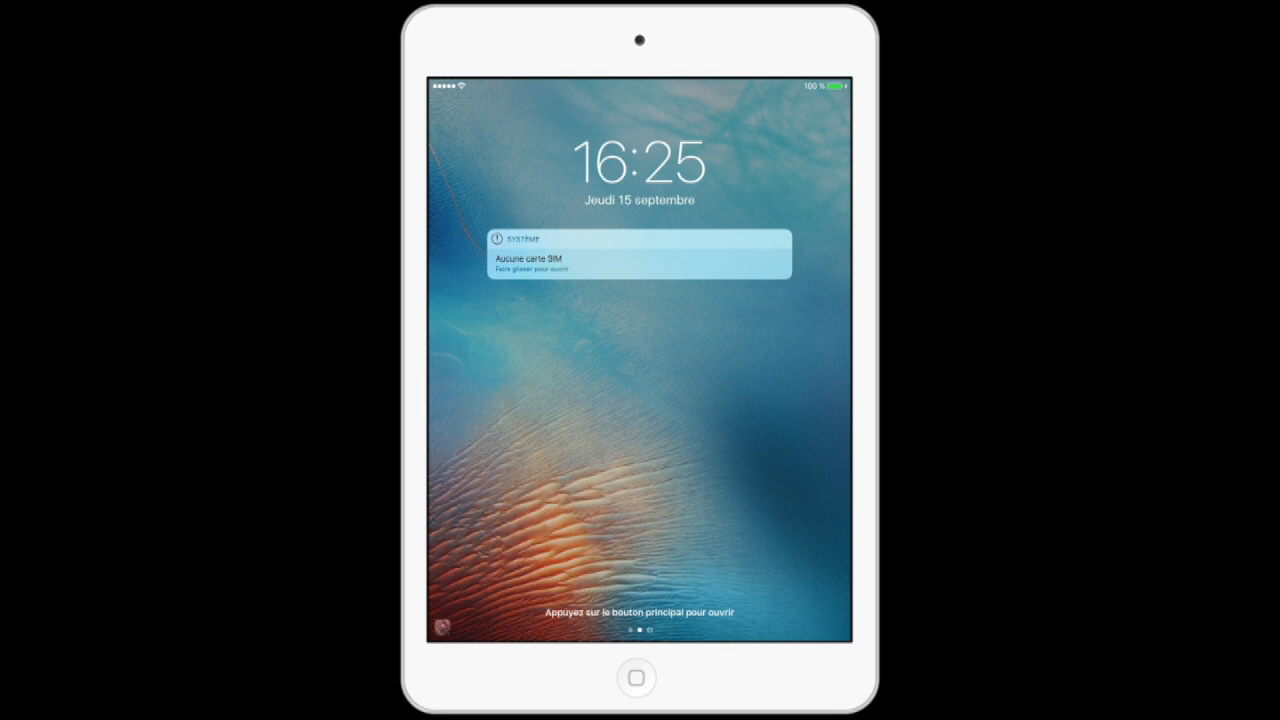 100 %
16:25
Jeudi 15 septembre
SYSTÈME
Aucune carte SIM
Faire glisser pour ouvrir
Appuyez sur le bouton principal pour ouvrir